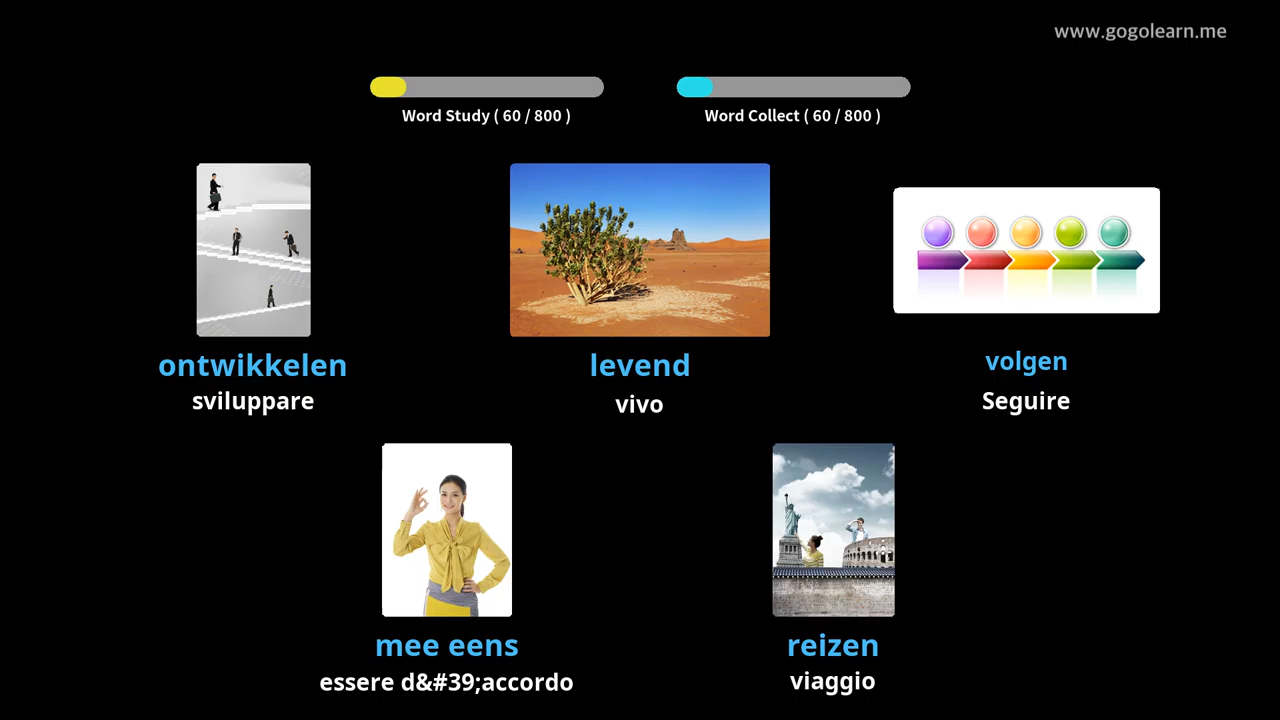 www.gogolearn.me
Word Study ( 60 / 800 )
Word Collect ( 60 / 800 )
ontwikkelen
sviluppare
levend
vivo
volgen
Seguire
mee eens
essere d&#39;accordo
reizen
viaggio